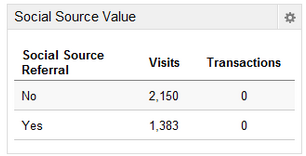 Social Source Value
Social Source Referral Visits Transactions
No 2,150 0
Yes 1,383 0